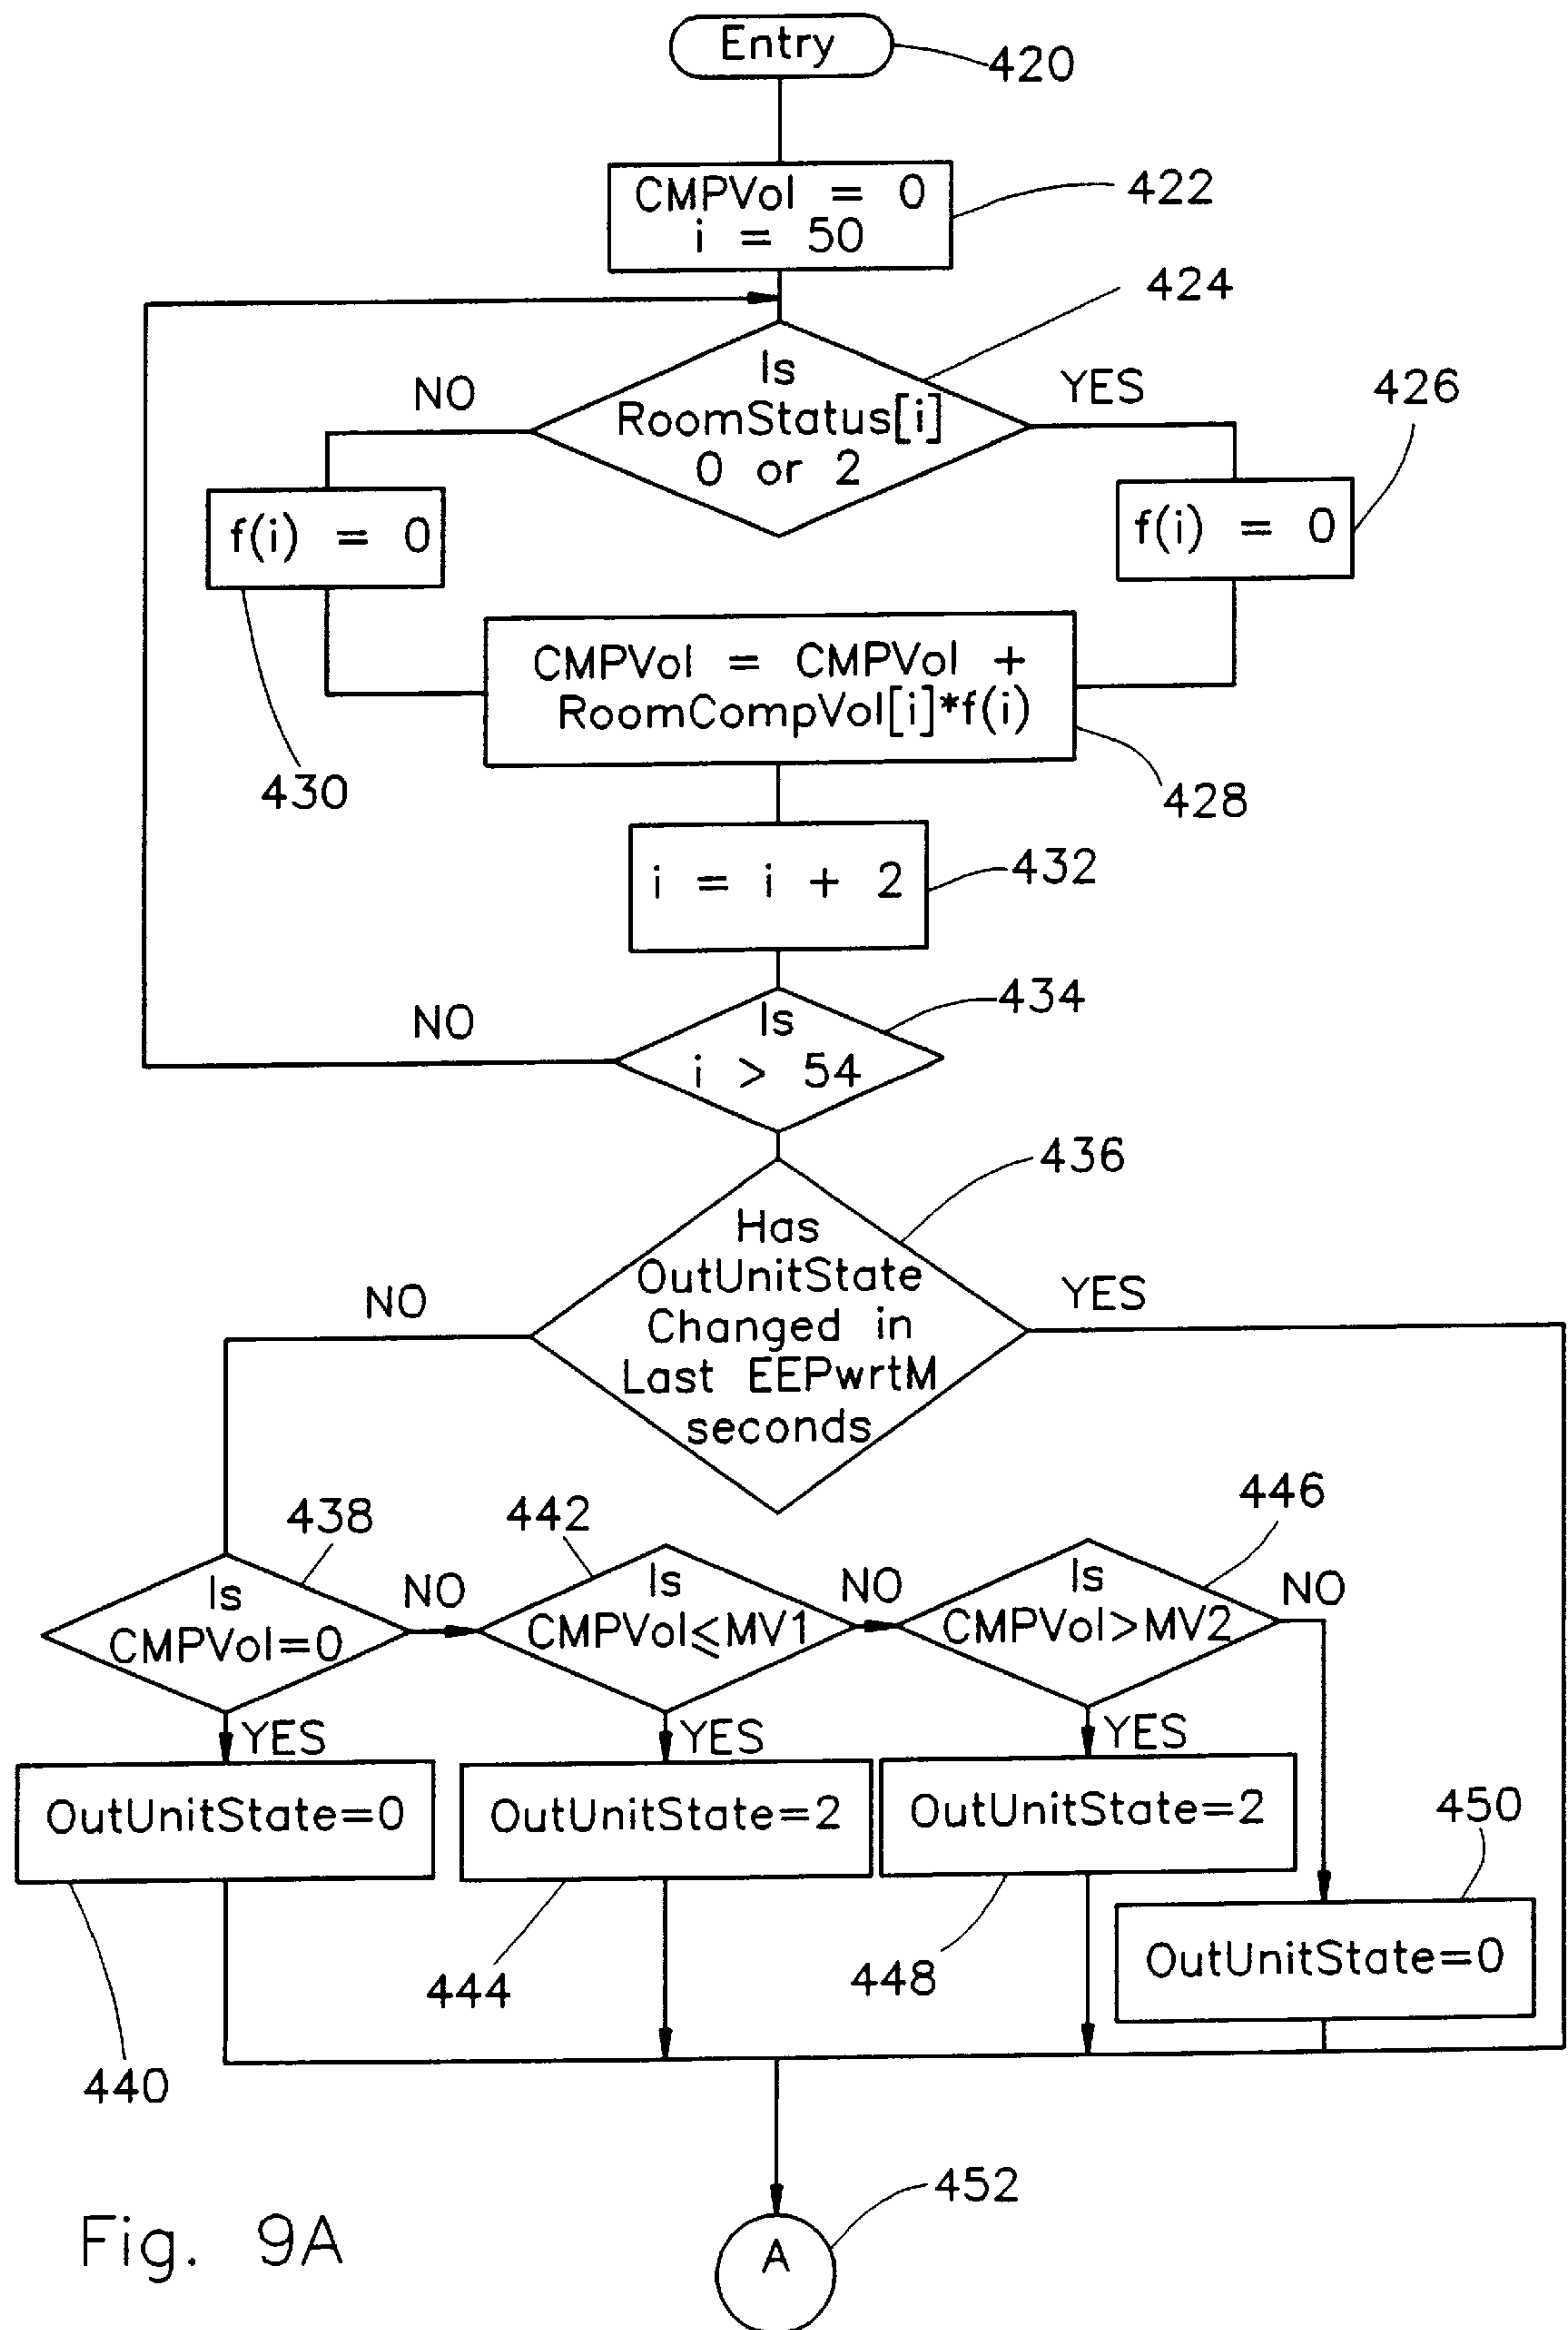 Entry
420
CMPVol = 0
i = 50
422
424
Is
RoomStatus[i]
0 or 2
NO
YES
426
f(i) = 0
f(i) = 0
CMPVol = CMPVol +
RoomCompVol[i]*f(i)
430
428
i = i + 2
432
434
Is
i > 54
NO
436
Has
OutUnitState
Changed in
Last EEPwrtM
seconds
NO
YES
438
442
446
Is
CMPVol=0
NO
Is
CMPVol≤MV1
NO
Is
CMPVol>MV2
NO
YES
YES
YES
OutUnitState=0
OutUnitState=2
OutUnitState=2
450
OutUnitState=0
440
444
448
452
A
Fig. 9A